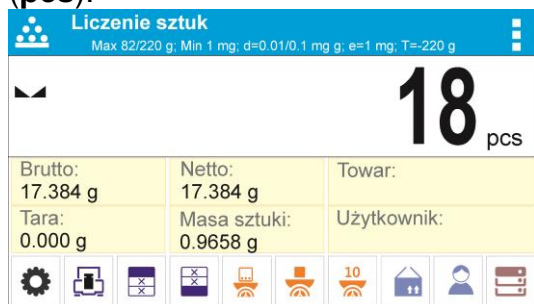 (pcs).
Liczenie sztuk
Max 82/220 g; Min 1 mg; d=0.01/0.1 mg g; e=1 mg; T=-220 g
18 pcs
Brutto:
17.384 g
Netto:
17.384 g
Towar:
Tara:
0.000 g
Masa sztuki:
0.9658 g
Użytkownik:
10